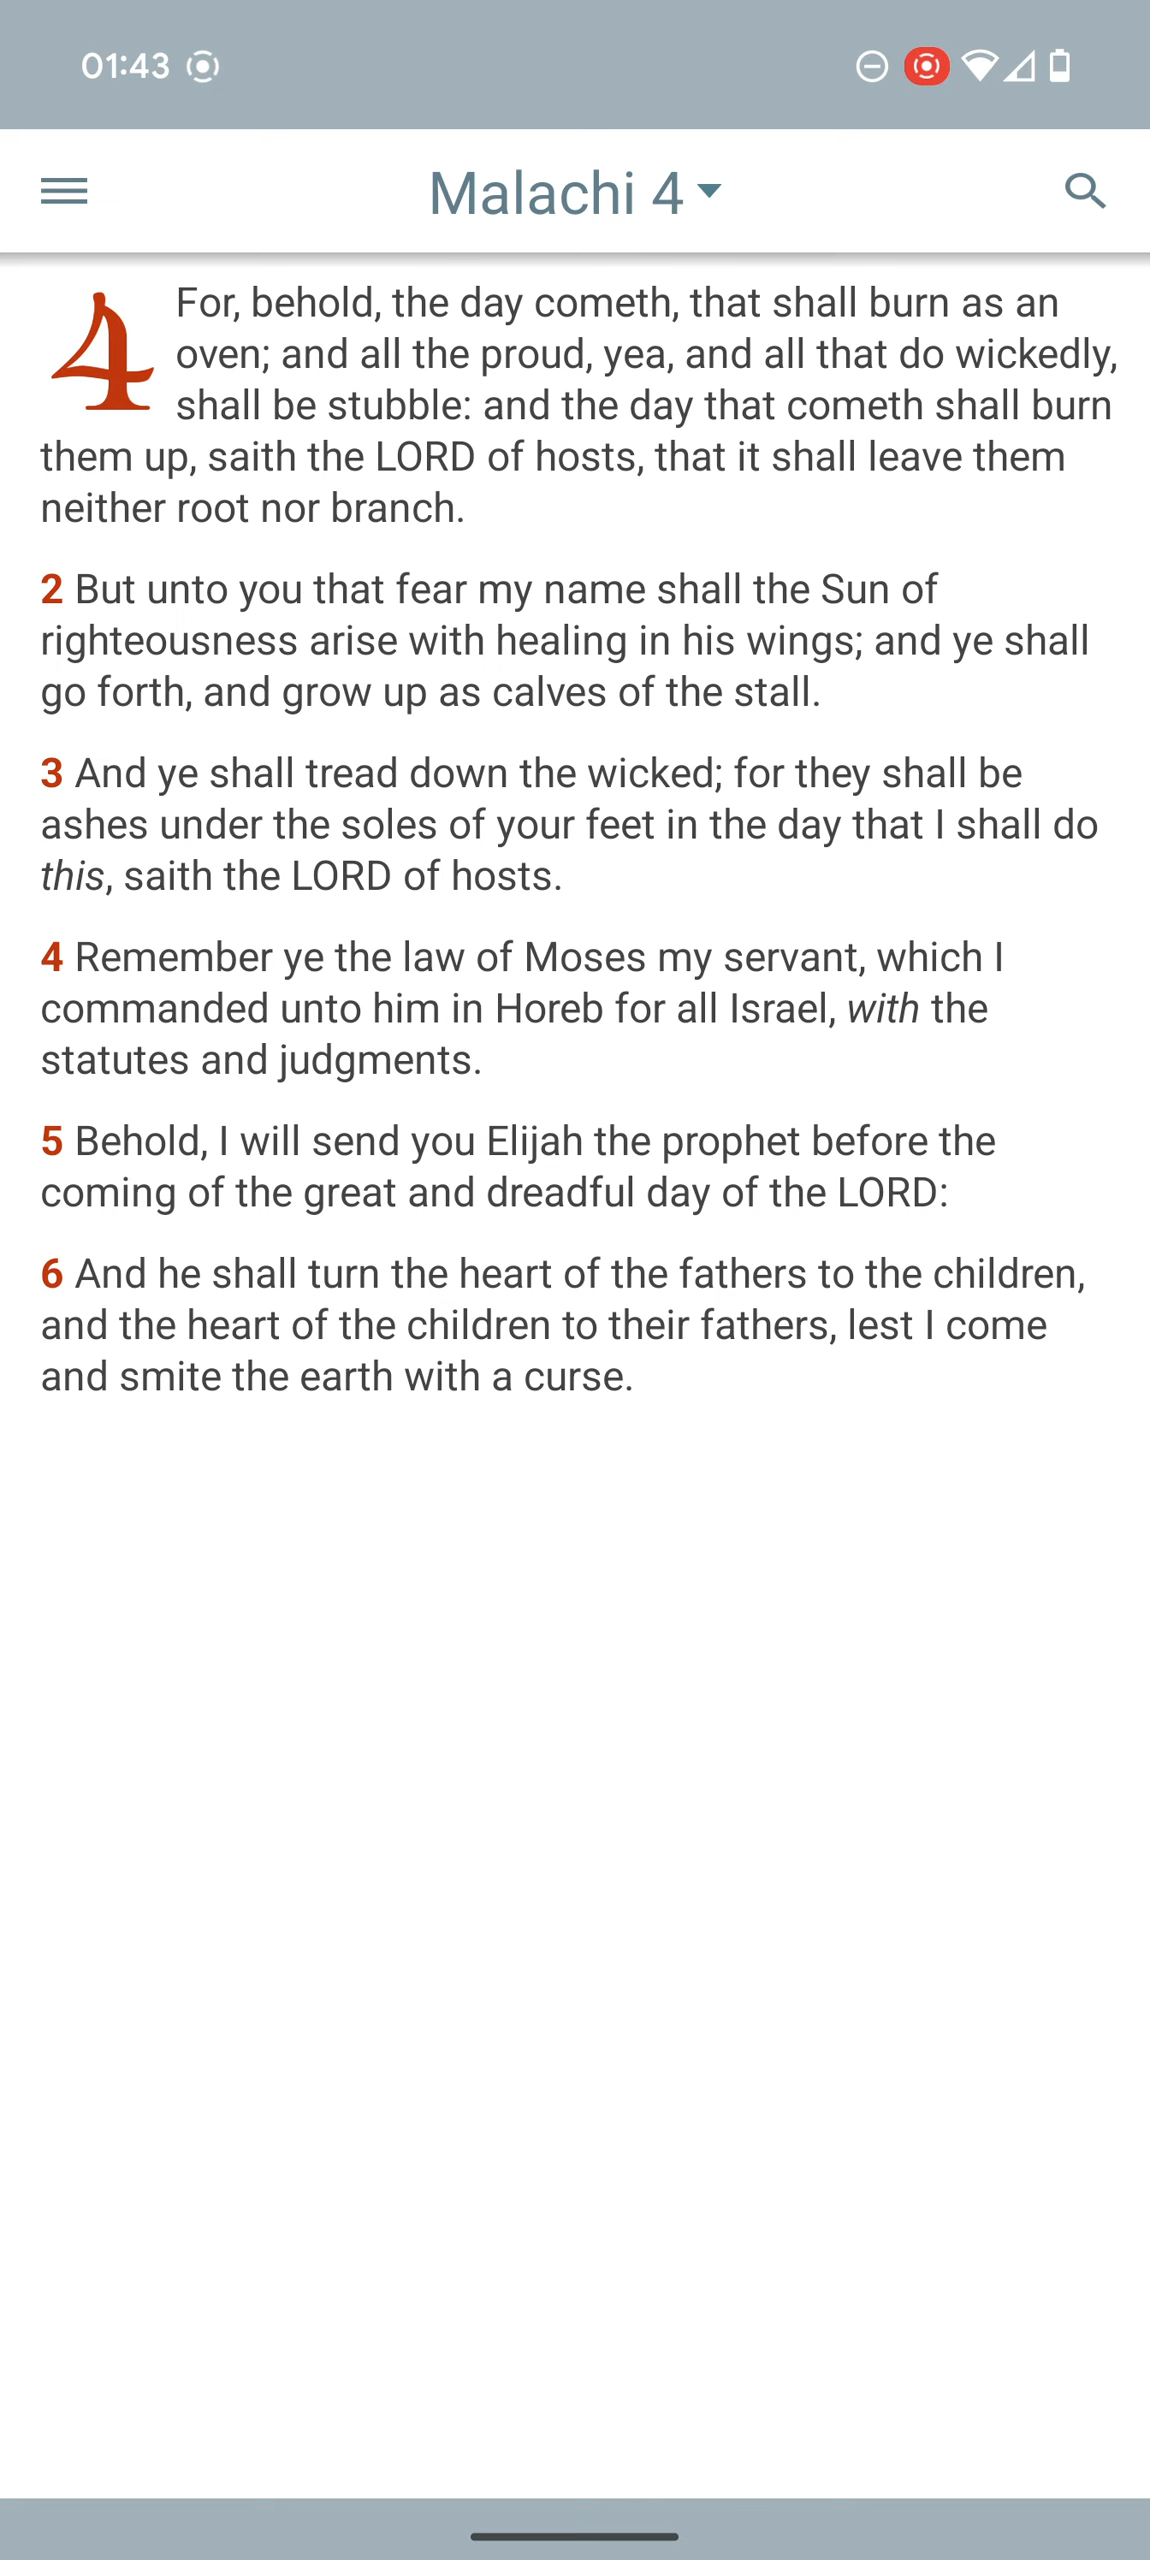 01:43
Malachi 4
4 For, behold, the day cometh, that shall burn as an
oven; and all the proud, yea, and all that do wickedly,
shall be stubble: and the day that cometh shall burn
them up, saith the LORD of hosts, that it shall leave them
neither root nor branch.
2 But unto you that fear my name shall the Sun of
righteousness arise with healing in his wings; and ye shall
go forth, and grow up as calves of the stall.
3 And ye shall tread down the wicked; for they shall be
ashes under the soles of your feet in the day that I shall do
this, saith the LORD of hosts.
4 Remember ye the law of Moses my servant, which I
commanded unto him in Horeb for all Israel, with the
statutes and judgments.
5 Behold, I will send you Elijah the prophet before the
coming of the great and dreadful day of the LORD:
6 And he shall turn the heart of the fathers to the children,
and the heart of the children to their fathers, lest I come
and smite the earth with a curse.